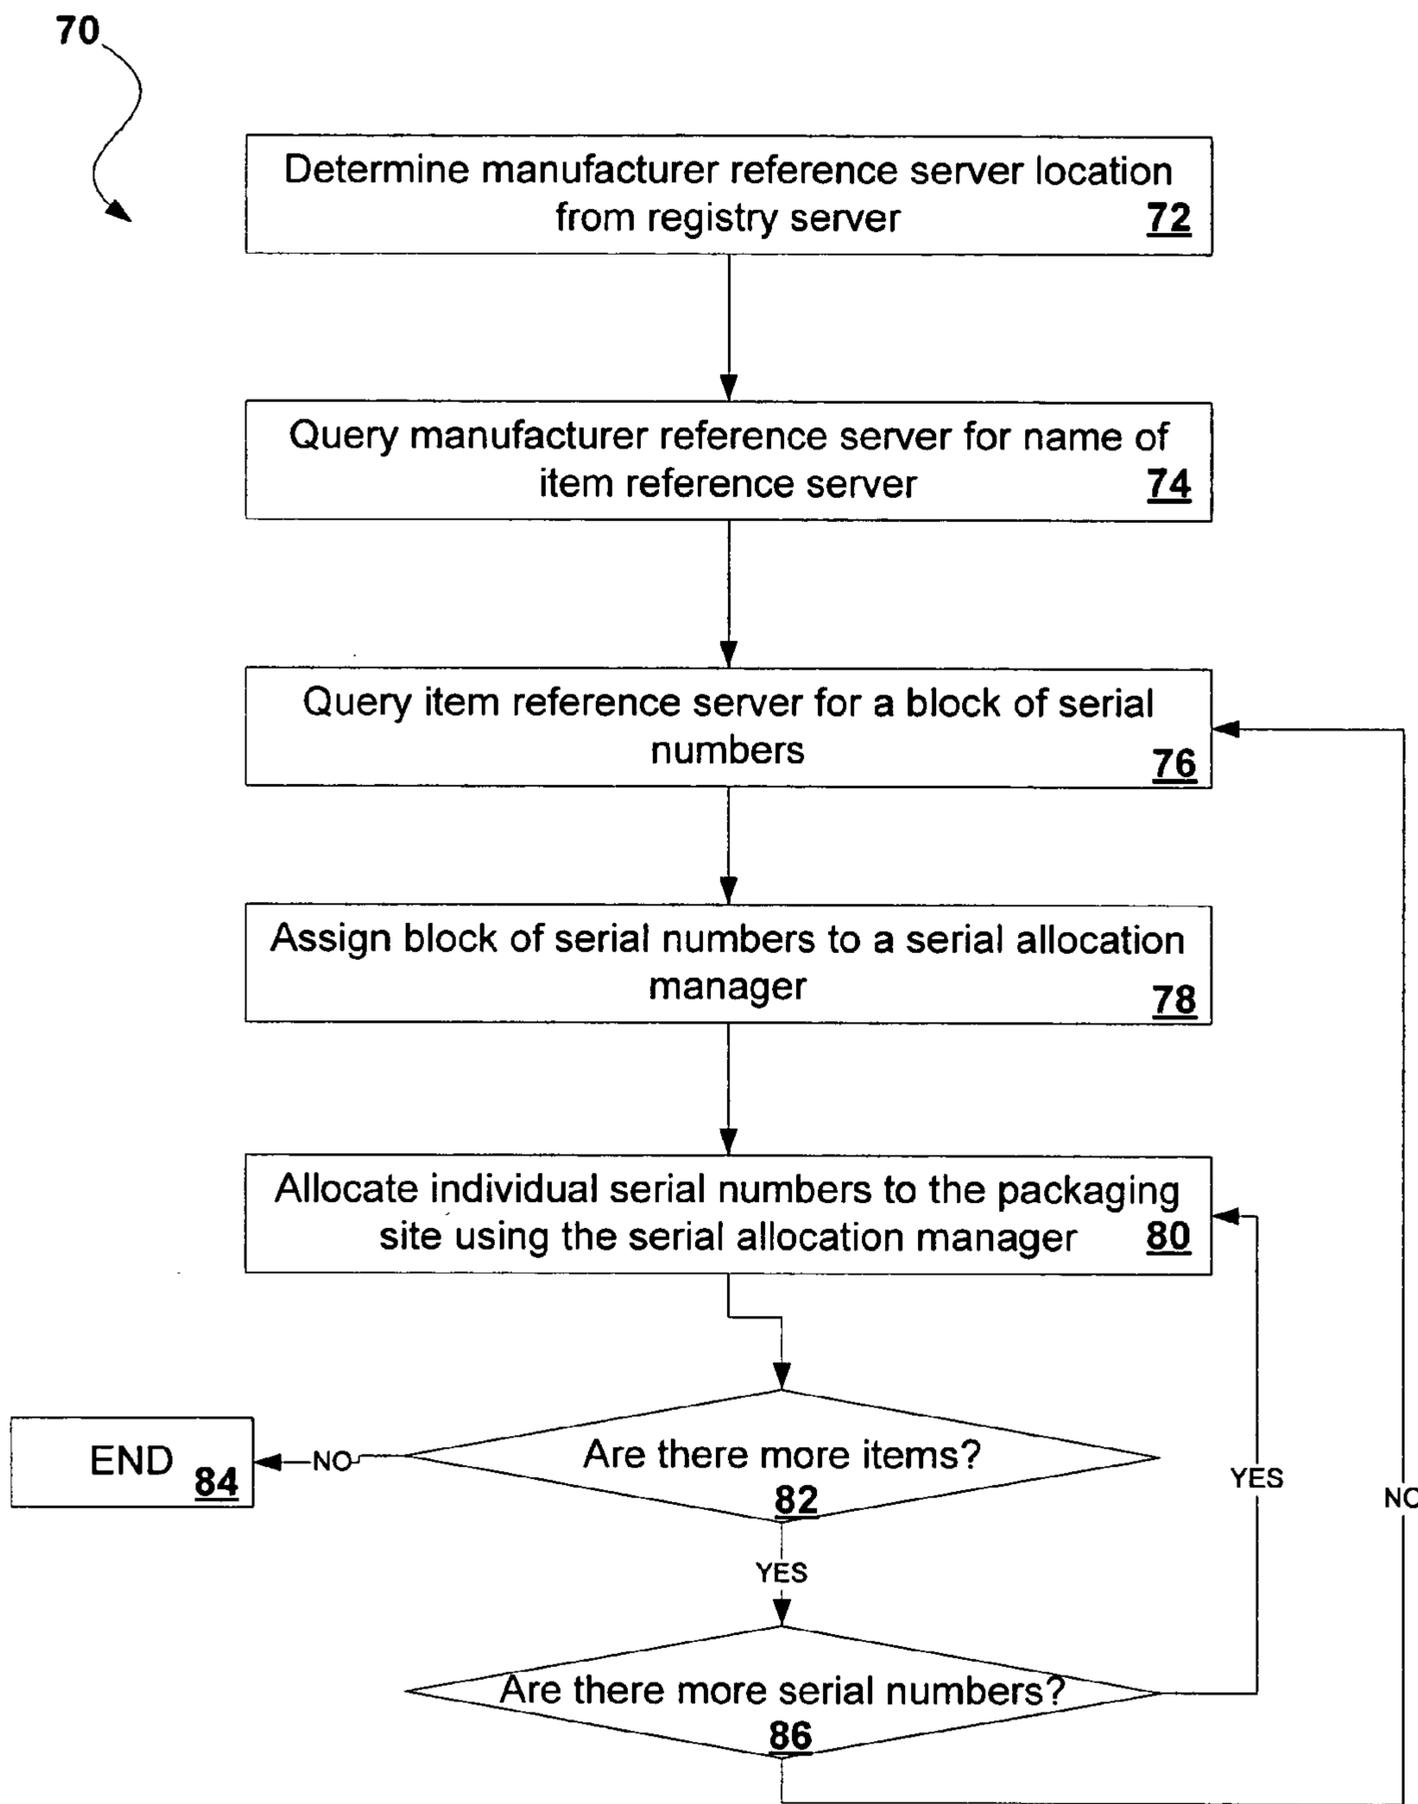 70
Determine manufacturer reference server location
from registry server
72
Query manufacturer reference server for name of
item reference server
74
Query item reference server for a block of serial
numbers
76
Assign block of serial numbers to a serial allocation
manager
78
Allocate individual serial numbers to the packaging
site using the serial allocation manager
80
Are there more items?
82
NO
END
84
YES
YES
NO
Are there more serial numbers?
86